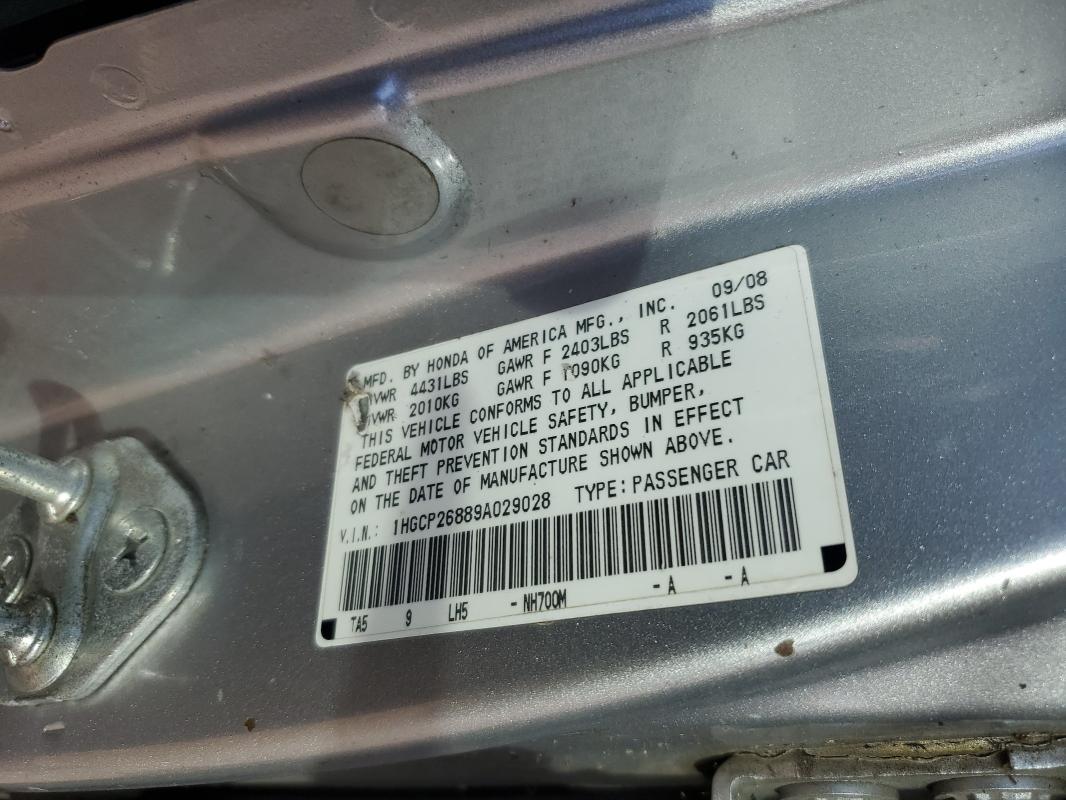 MFD. BY HONDA OF AMERICA MFG., INC. 09/08
4431LBS GAWR F 2403LBS R 2061LBS
2010KG GAWR F 1090KG R 935KG
THIS VEHICLE CONFORMS TO ALL APPLICABLE
FEDERAL MOTOR VEHICLE SAFETY, BUMPER,
AND THEFT PREVENTION STANDARDS IN EFFECT
ON THE DATE OF MANUFACTURE SHOWN ABOVE.
V.I.N.: 1HGCP26889A029028 TYPE:PASSENGER CAR
TA5 9 LH5 -NH700M -A -A